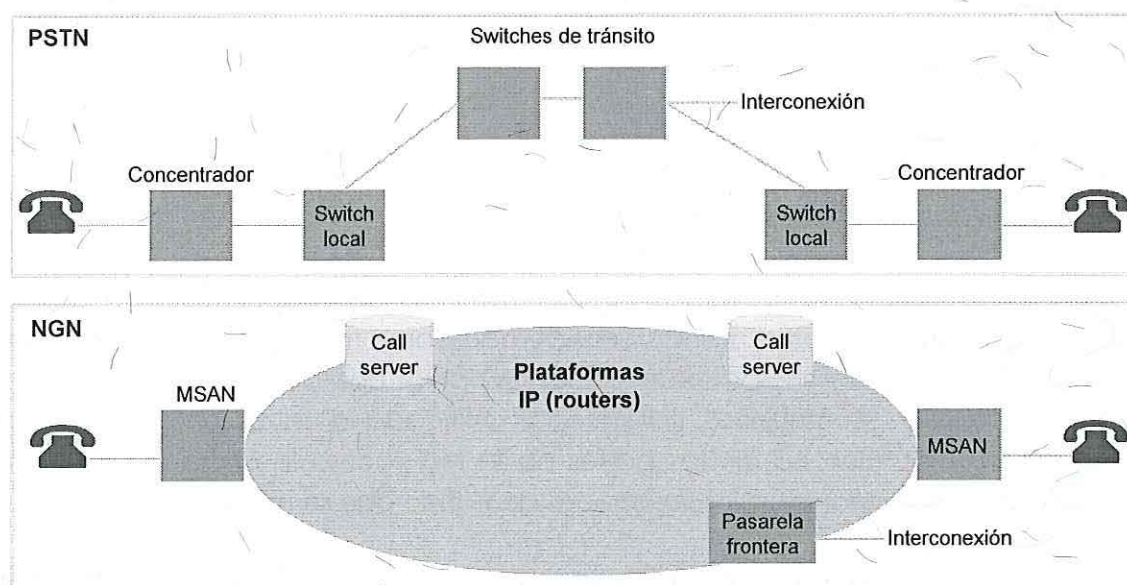 PSTN
Switches de tránsito
Interconexión
Concentrador
Switch
local
Switch
local
Concentrador
NGN
Call
server
Call
server
Plataformas
IP (routers)
MSAN
MSAN
Pasarela
frontera
Interconexión